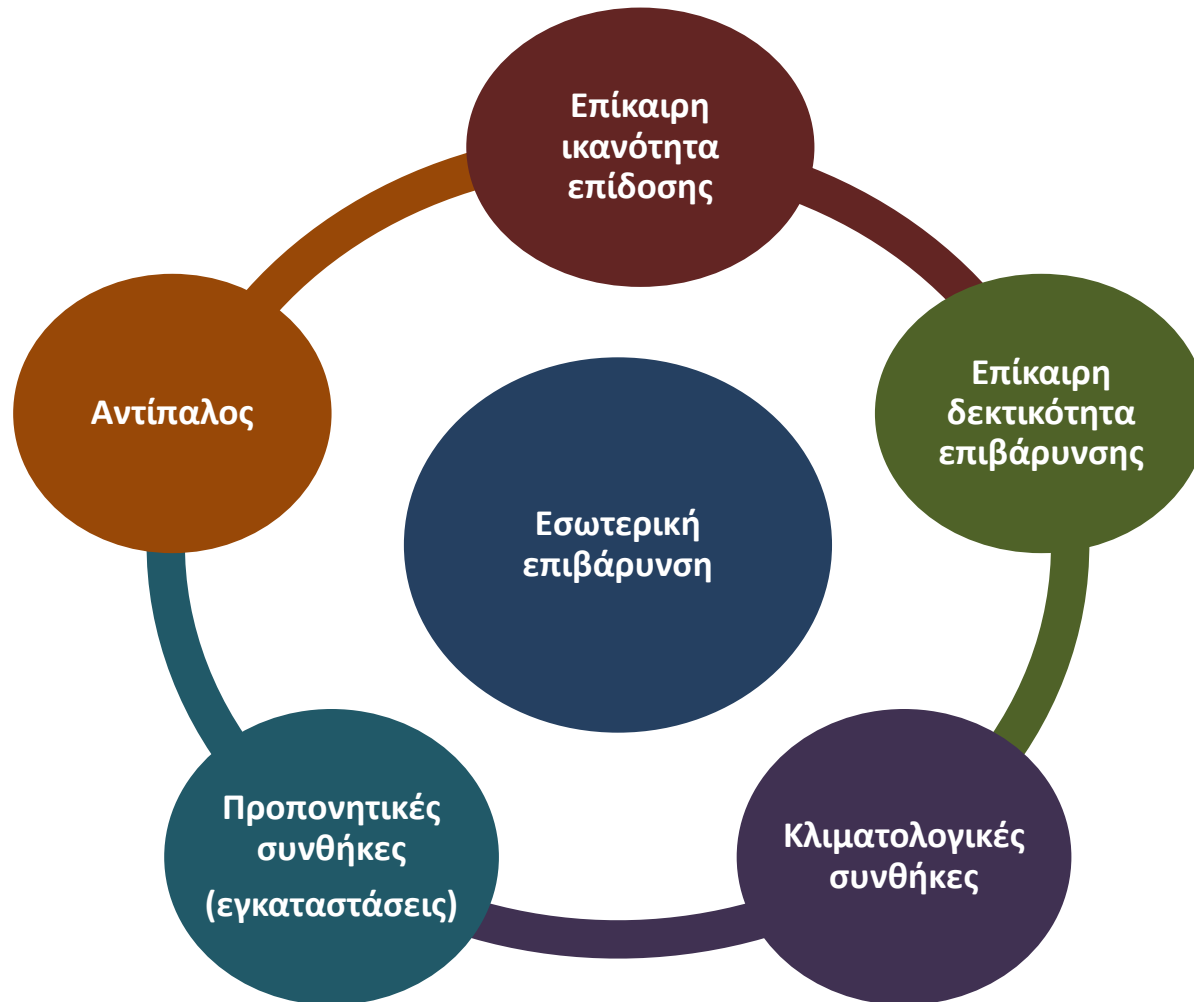 Επίκαιρη
ικανότητα
επίδοσης
Επίκαιρη
δεκτικότητα
επιβάρυνσης
Αντίπαλος
Εσωτερική
επιβάρυνση
Προπονητικές
συνθήκες
(εγκαταστάσεις)
Κλιματολογικές
συνθήκες